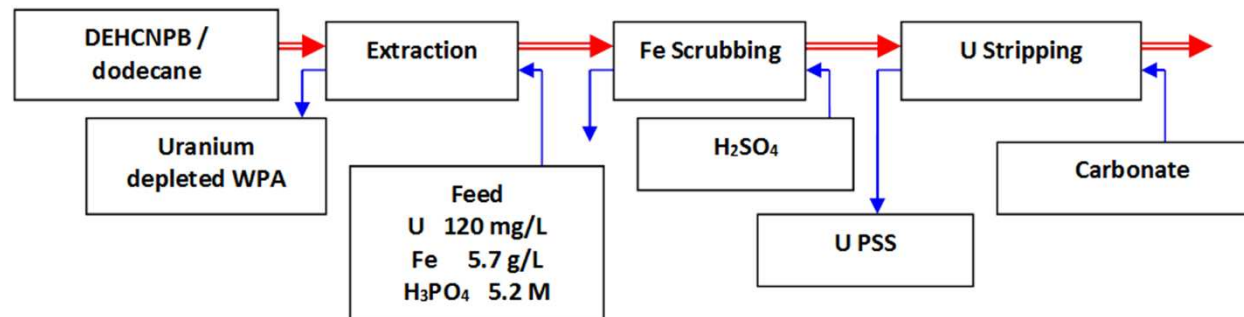 DEHCNPB /
dodecane
Extraction
Fe Scrubbing
U Stripping
Uranium
depleted WPA
H₂SO₄
Carbonate
Feed
U 120 mg/L
Fe 5.7 g/L
H₃PO₄ 5.2 M
U PSS